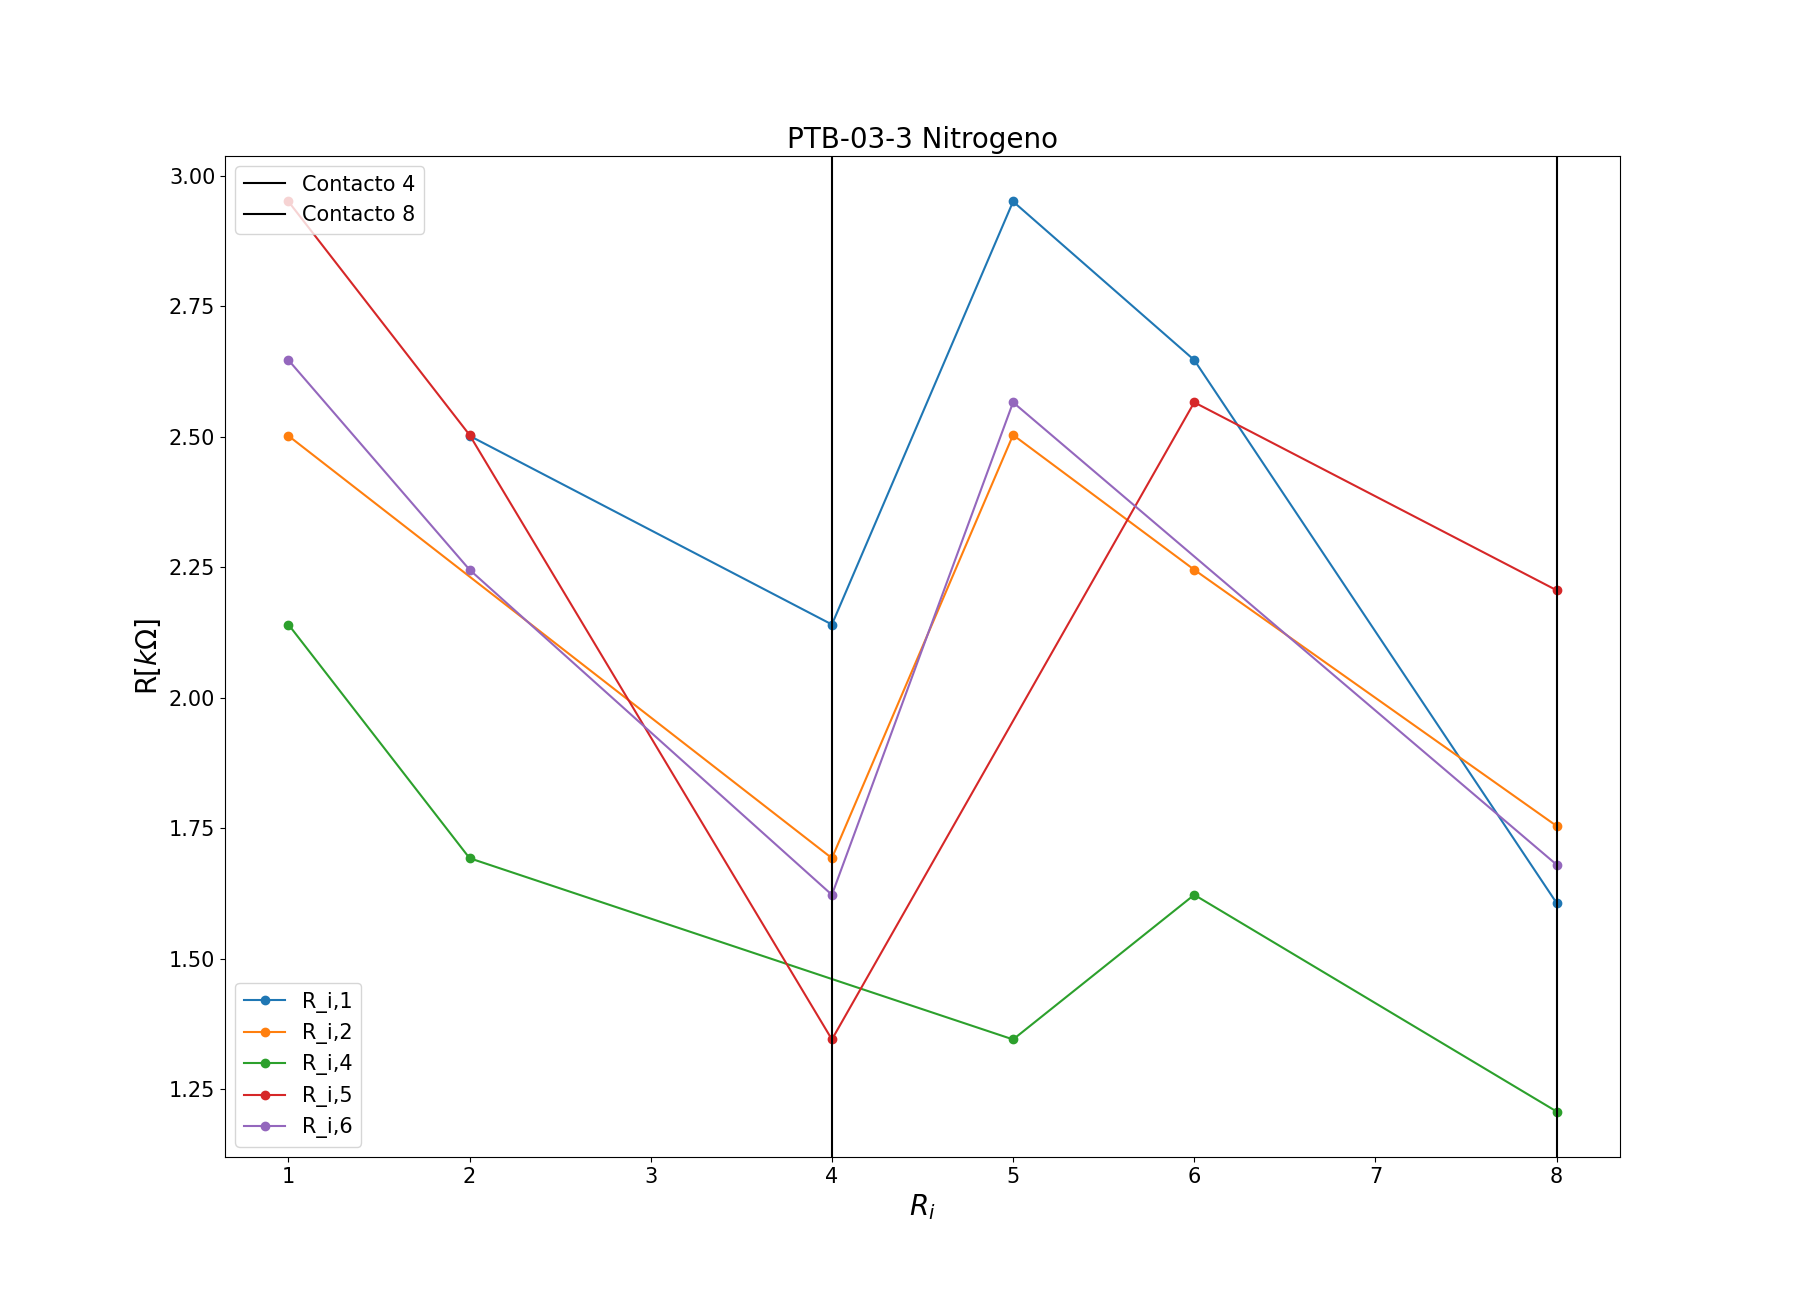 PTB-03-3 Nitrogeno
Contacto 4
Contacto 8
3.00
2.75
2.50
2.25
2.00
1.75
1.50
1.25
R[kΩ]
R_i,1
R_i,2
R_i,4
R_i,5
R_i,6
1 2 3 4 5 6 7 8
R_i